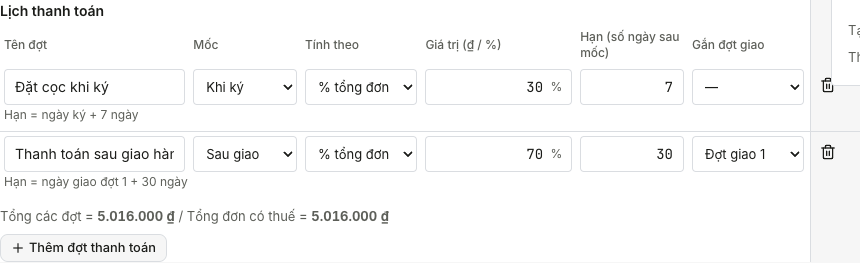 Lịch thanh toán
Tên đợt Mốc Tính theo Giá trị (₫ / %) Hạn (số ngày sau mốc) Gắn đợt giao
Đặt cọc khi ký Khi ký % tổng đơn 30 % 7 —
Hạn = ngày ký + 7 ngày
Thanh toán sau giao hàr Sau giao % tổng đơn 70 % 30 Đợt giao 1
Hạn = ngày giao đợt 1 + 30 ngày
Tổng các đợt = 5.016.000 ₫ / Tổng đơn có thuế = 5.016.000 ₫
+ Thêm đợt thanh toán